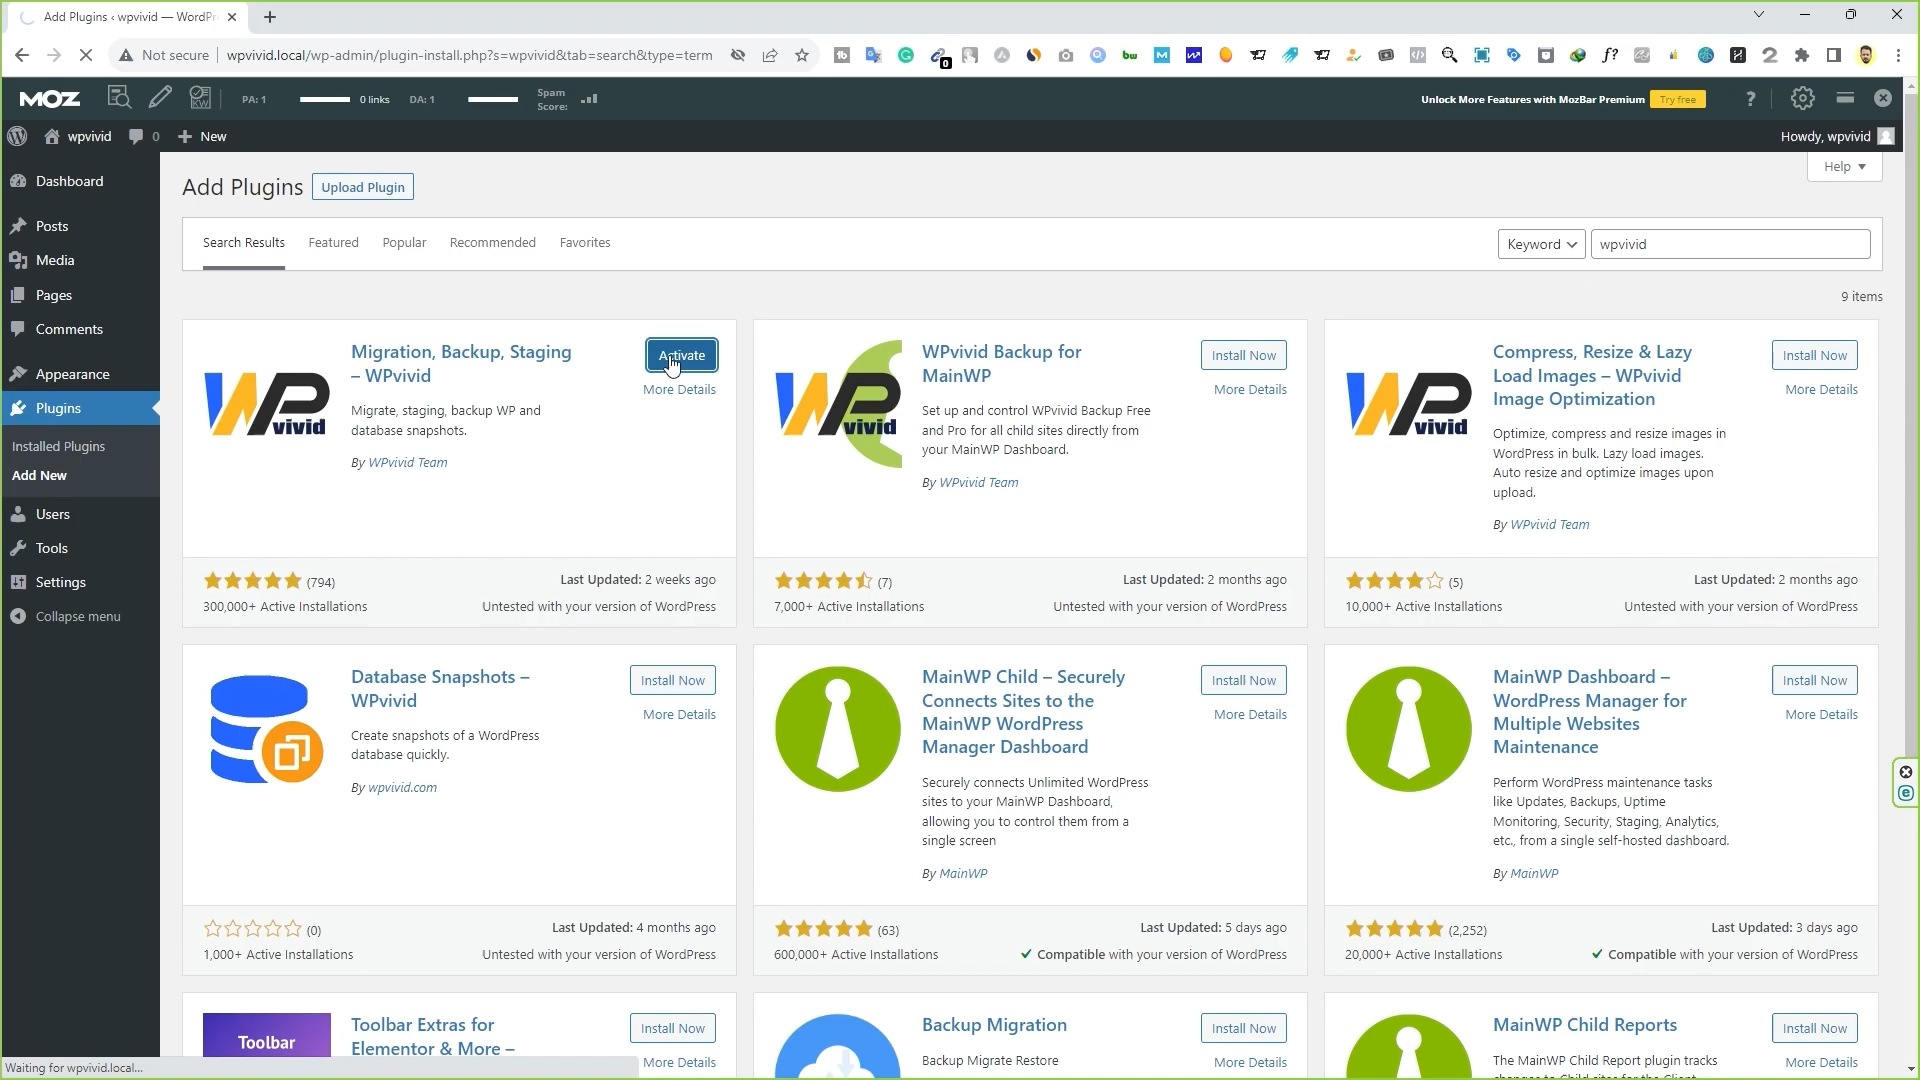 Add Plugins ‹ wpvivid — WordPr
Not secure
wpvivid.local/wp-admin/plugin-install.php?s=wpvivid&tab=search&type=term
0
bw
f?
MOZ
KW
PA: 1
0 links
DA: 1
Spam
Score:
Unlock More Features with MozBar Premium
Try free
?
wpvivid
0
New
Howdy, wpvivid
Dashboard
Posts
Media
Pages
Comments
Appearance
Plugins
Installed Plugins
Add New
Users
Tools
Settings
Collapse menu
Help
Add Plugins
Upload Plugin
Search Results
Featured
Popular
Recommended
Favorites
Keyword
wpvivid
9 items
WP vivid
Migration, Backup, Staging
– WPvivid
Activate
More Details
Migrate, staging, backup WP and
database snapshots.
By WPvivid Team
(794)
300,000+ Active Installations
Last Updated: 2 weeks ago
Untested with your version of WordPress
WP vivid
WPvivid Backup for
MainWP
Install Now
More Details
Set up and control WPvivid Backup Free
and Pro for all child sites directly from
your MainWP Dashboard.
By WPvivid Team
(7)
7,000+ Active Installations
Last Updated: 2 months ago
Untested with your version of WordPress
WP vivid
Compress, Resize & Lazy
Load Images – WPvivid
Image Optimization
Install Now
More Details
Optimize, compress and resize images in
WordPress in bulk. Lazy load images.
Auto resize and optimize images upon
upload.
By WPvivid Team
(5)
10,000+ Active Installations
Last Updated: 2 months ago
Untested with your version of WordPress
Database Snapshots –
WPvivid
Install Now
More Details
Create snapshots of a WordPress
database quickly.
By wpvivid.com
(0)
1,000+ Active Installations
Last Updated: 4 months ago
Untested with your version of WordPress
MainWP Child – Securely
Connects Sites to the
MainWP WordPress
Manager Dashboard
Install Now
More Details
Securely connects Unlimited WordPress
sites to your MainWP Dashboard,
allowing you to control them from a
single screen
By MainWP
(63)
600,000+ Active Installations
Last Updated: 5 days ago
Compatible with your version of WordPress
MainWP Dashboard –
WordPress Manager for
Multiple Websites
Maintenance
Install Now
More Details
Perform WordPress maintenance tasks
like Updates, Backups, Uptime
Monitoring, Security, Staging, Analytics,
etc., from a single self-hosted dashboard.
By MainWP
(2,252)
20,000+ Active Installations
Last Updated: 3 days ago
Compatible with your version of WordPress
Toolbar
Toolbar Extras for
Elementor & More –
Install Now
More Details
Backup Migration
Install Now
More Details
Backup Migrate Restore
MainWP Child Reports
Install Now
More Details
The MainWP Child Report plugin tracks
Waiting for wpvivid.local...